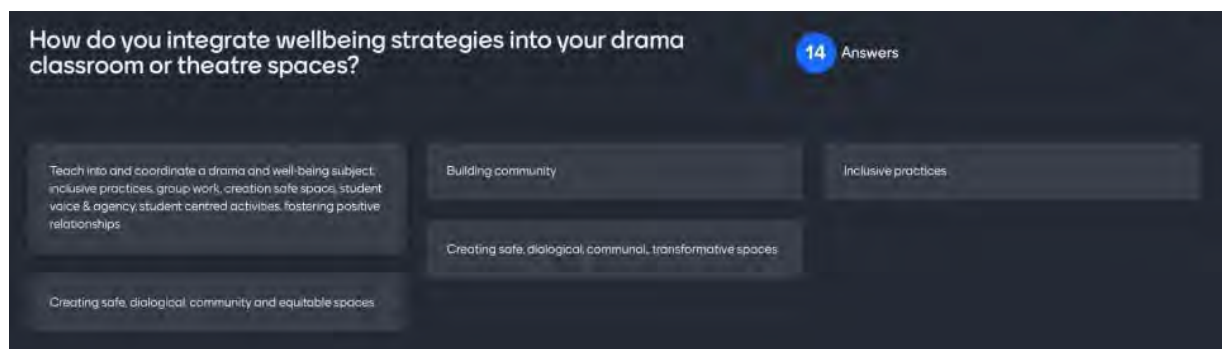 How do you integrate wellbeing strategies into your drama
classroom or theatre spaces?
14 Answers
Teach into and coordinate a drama and well-being subject,
inclusive practices, group work, creation safe space, student
voice & agency, student centred activities, fostering positive
relationships
Creating safe, dialogical, community and equitable spaces
Building community
Creating safe, dialogical, communal, transformative spaces
Inclusive practices